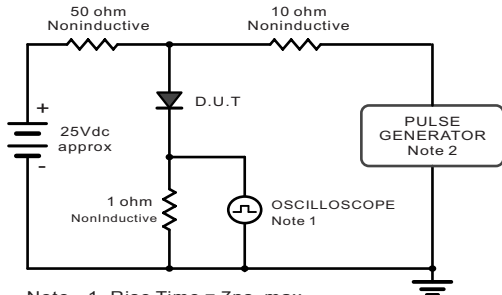 50 ohm
Noninductive
10 ohm
Noninductive
+
25Vdc
approx
-
D.U.T
1 ohm
NonInductive
OSCILLOSCOPE
Note 1
PULSE
GENERATOR
Note 2